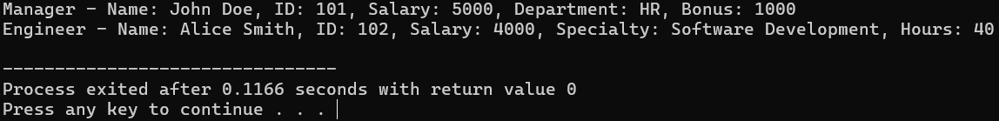 Manager - Name: John Doe, ID: 101, Salary: 5000, Department: HR, Bonus: 1000
Engineer - Name: Alice Smith, ID: 102, Salary: 4000, Specialty: Software Development, Hours: 40
--------------------------------
Process exited after 0.1166 seconds with return value 0
Press any key to continue . . .